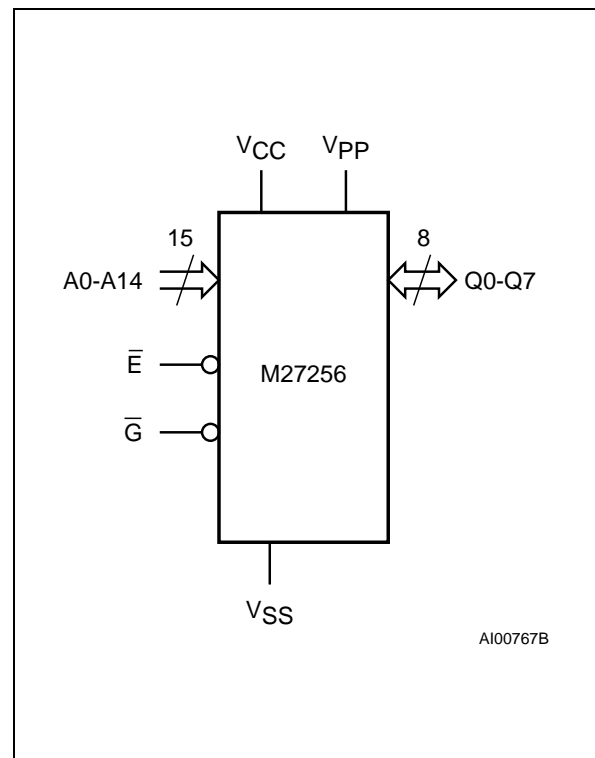 VCC VPP
15 8
A0-A14 Q0-Q7
E̅
M27256
G̅
VSS
AI00767B